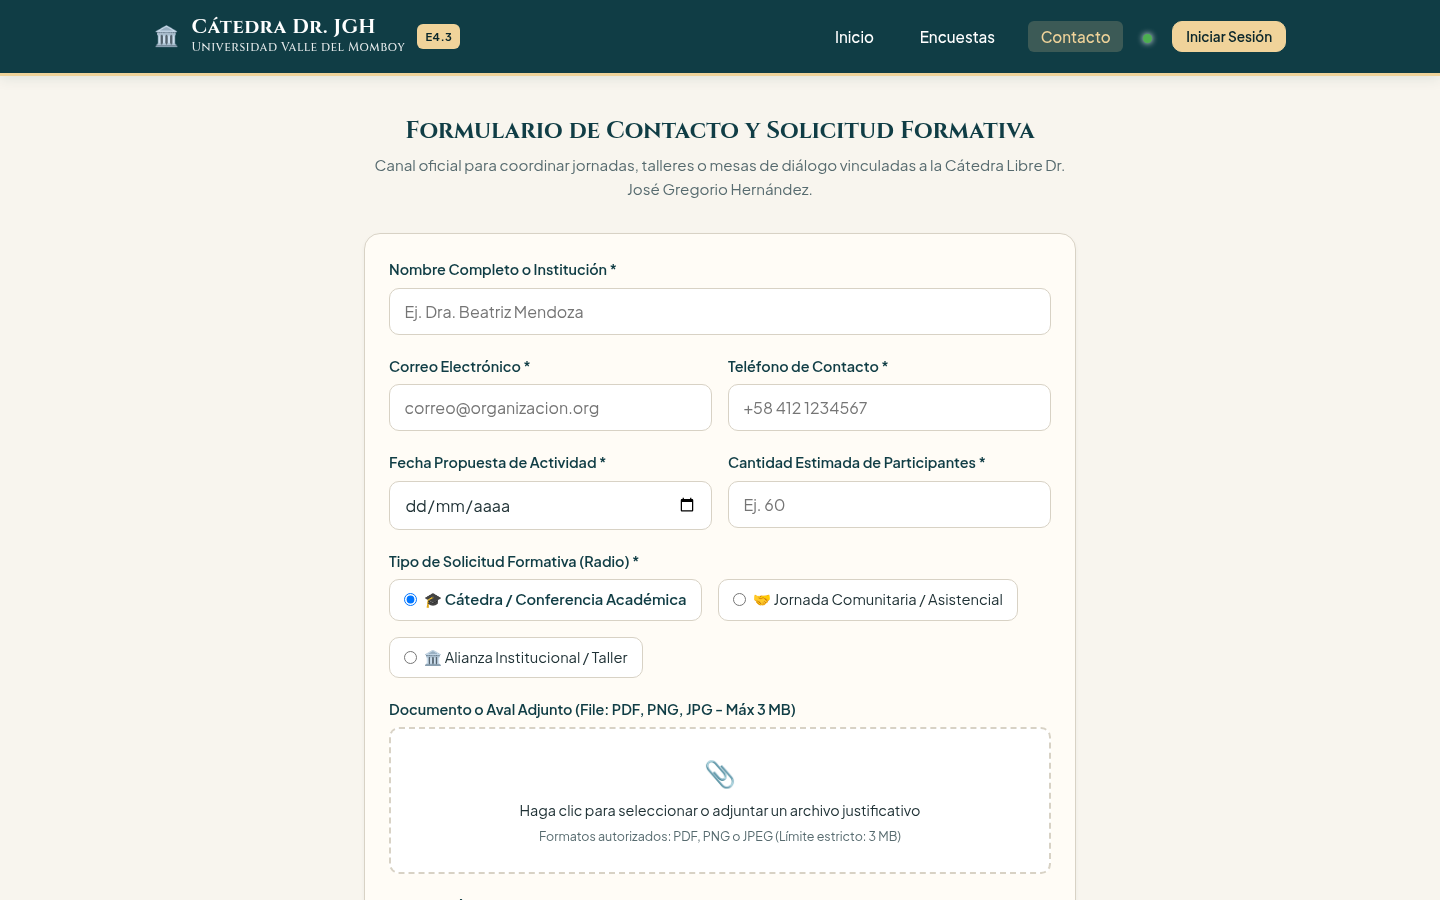 Cátedra Dr. JGH
Universidad Valle del Momboy
E4.3
Inicio
Encuestas
Contacto
Iniciar Sesión
Formulario de Contacto y Solicitud Formativa
Canal oficial para coordinar jornadas, talleres o mesas de diálogo vinculadas a la Cátedra Libre Dr.
José Gregorio Hernández.
Nombre Completo o Institución *
Ej. Dra. Beatriz Mendoza
Correo Electrónico *
Teléfono de Contacto *
correo@organizacion.org
+58 412 1234567
Fecha Propuesta de Actividad *
Cantidad Estimada de Participantes *
dd/mm/aaaa
Ej. 60
Tipo de Solicitud Formativa (Radio) *
Cátedra / Conferencia Académica
Jornada Comunitaria / Asistencial
Alianza Institucional / Taller
Documento o Aval Adjunto (File: PDF, PNG, JPG - Máx 3 MB)
Haga clic para seleccionar o adjuntar un archivo justificativo
Formatos autorizados: PDF, PNG o JPEG (Límite estricto: 3 MB)